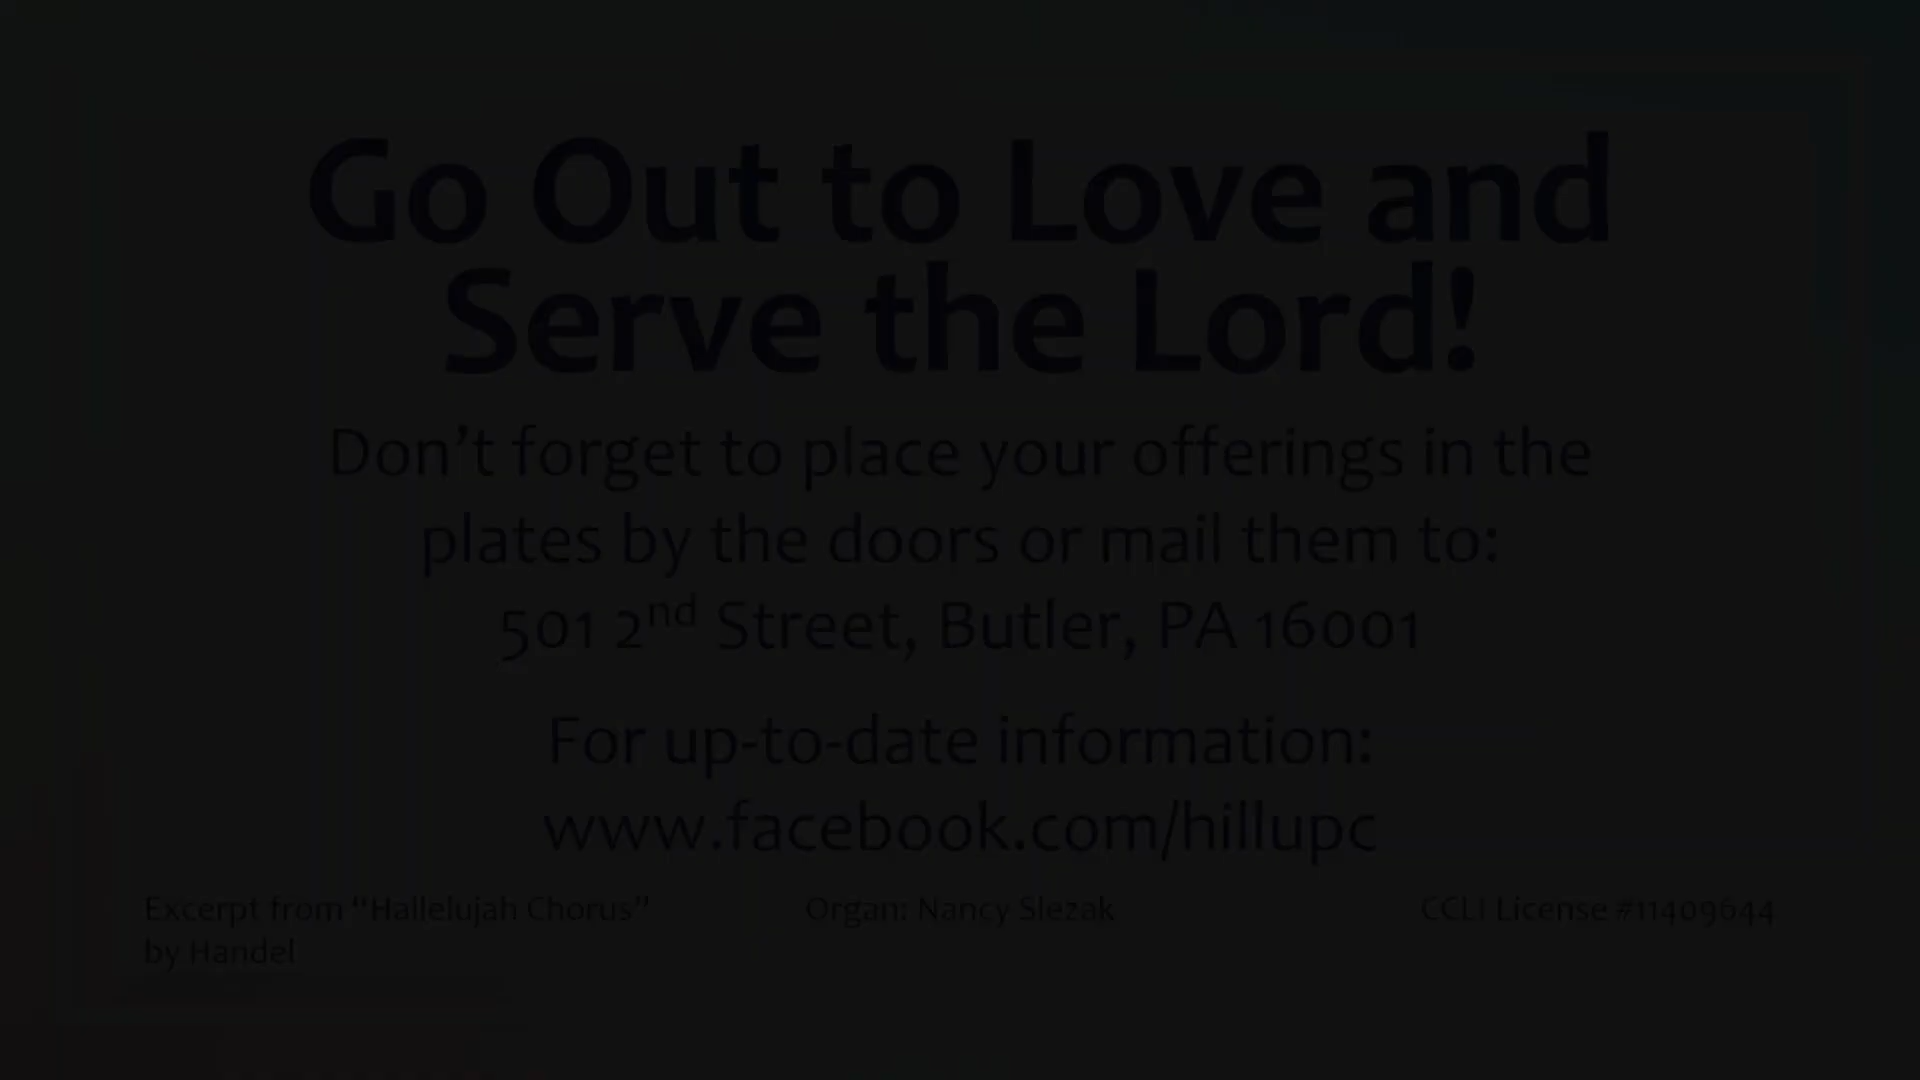 Go Out to Love and
Serve the Lord!
Don’t forget to place your offerings in the
plates by the doors or mail them to:
501 2nd Street, Butler, PA 16001
For up-to-date information:
www.facebook.com/hillupc
Excerpt from “Hallelujah Chorus”
by Handel
Organ: Nancy Slezak
CCLI License #11409644